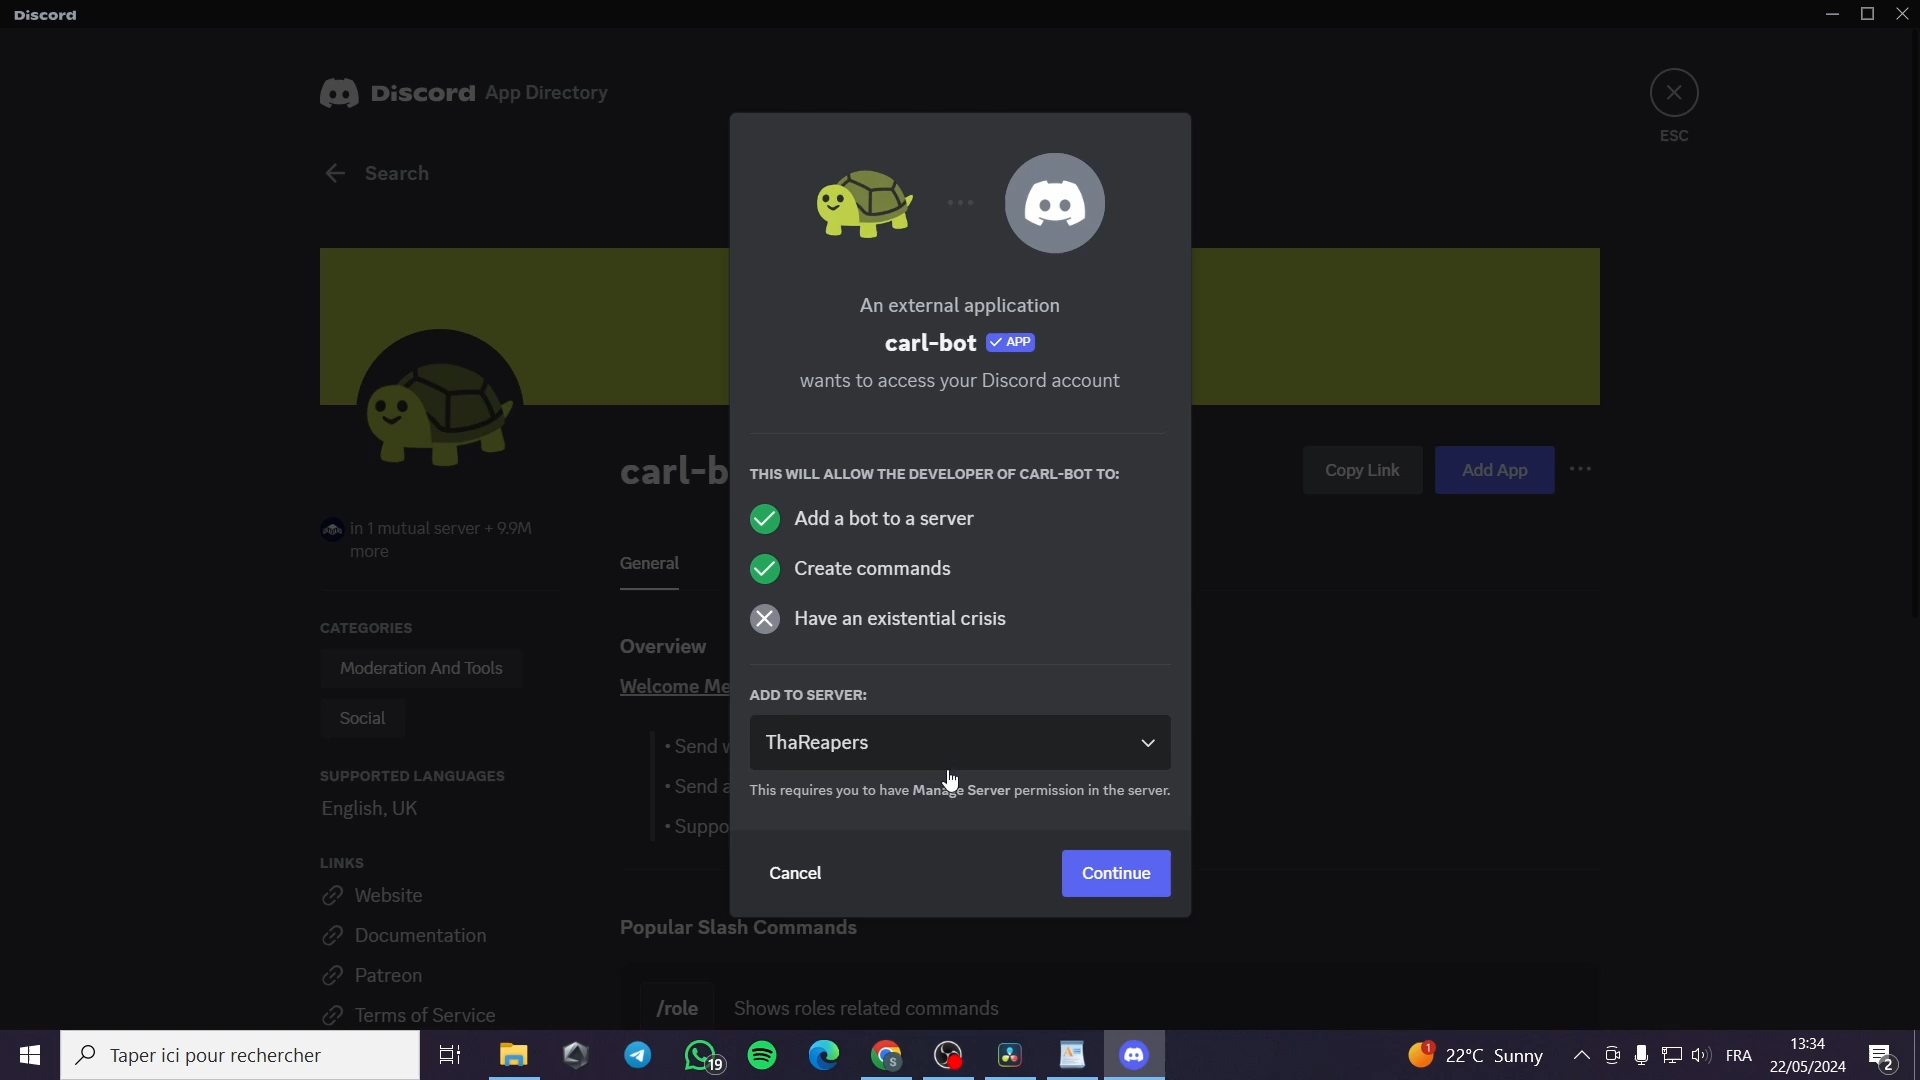 Discord
Discord App Directory
ESC
Search
An external application
carl-bot APP
wants to access your Discord account
carl-b
Copy Link
Add App
in 1 mutual server + 9.9M
more
General
THIS WILL ALLOW THE DEVELOPER OF CARL-BOT TO:
Add a bot to a server
Create commands
Have an existential crisis
CATEGORIES
Moderation And Tools
Social
Overview
Welcome Me
• Send
• Send a
• Suppo
ADD TO SERVER:
ThaReapers
This requires you to have Manage Server permission in the server.
SUPPORTED LANGUAGES
English, UK
Cancel
Continue
LINKS
Website
Documentation
Patreon
Terms of Service
Popular Slash Commands
/role Shows roles related commands
Taper ici pour rechercher
19
S
1
22°C Sunny
FRA
13:34
22/05/2024
2